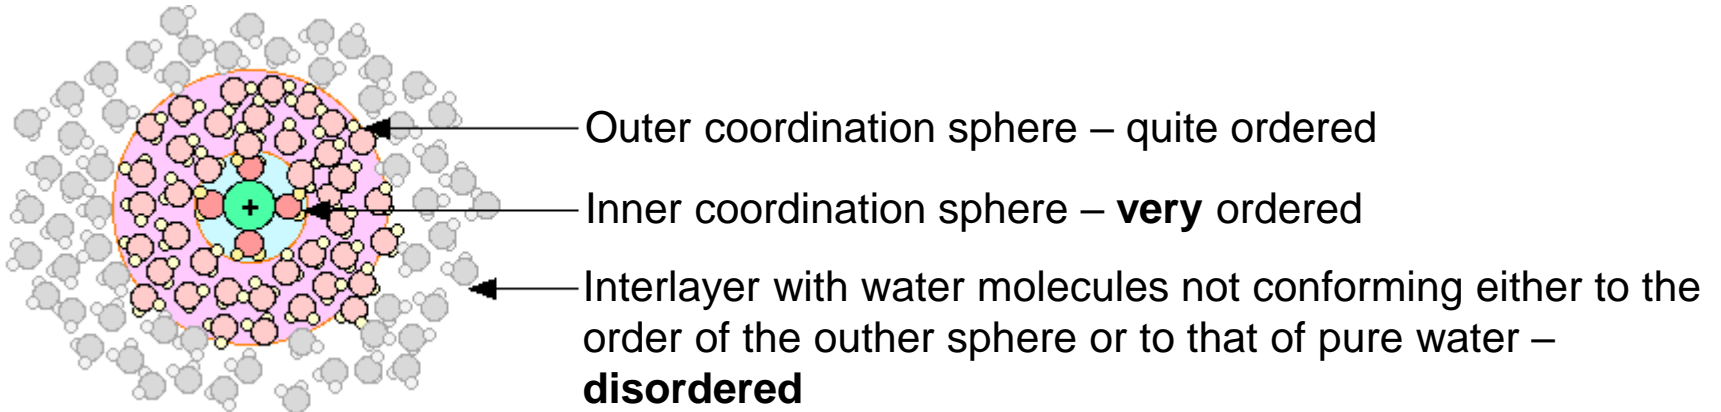 Outer coordination sphere – quite ordered
+
Inner coordination sphere – very ordered
Interlayer with water molecules not conforming either to the
order of the outher sphere or to that of pure water –
disordered